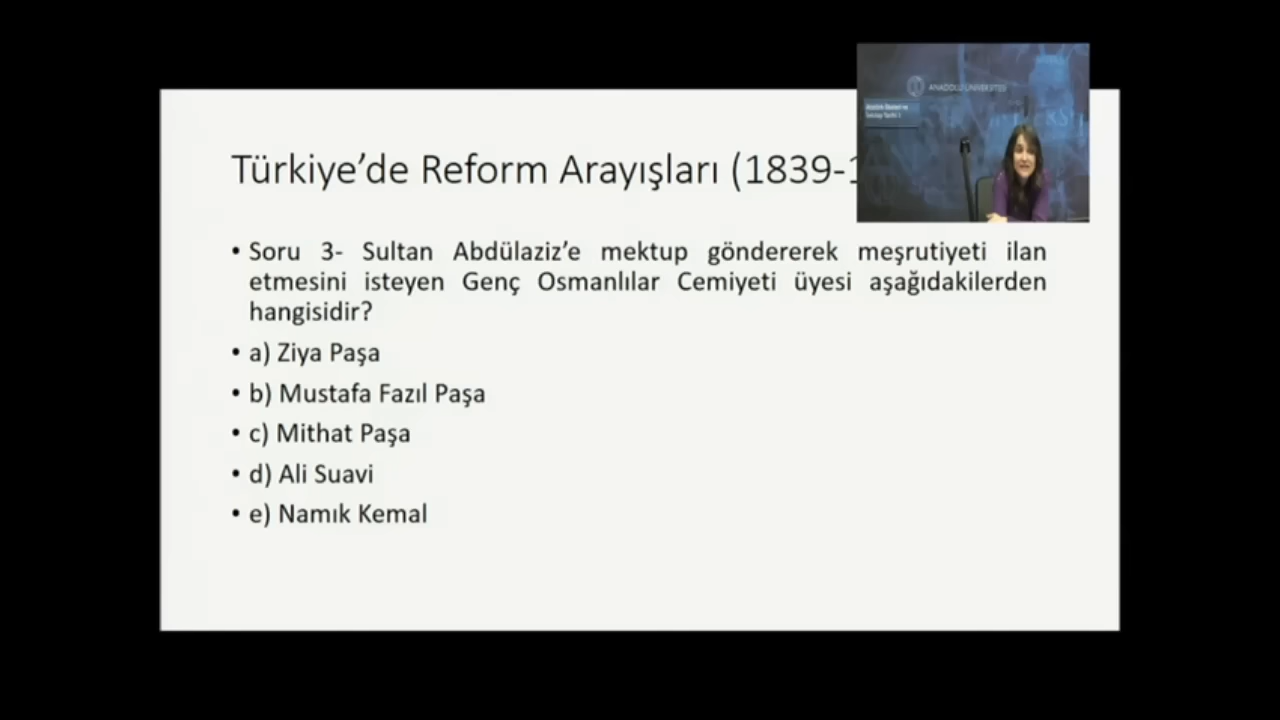 ANADOLU ÜNİVERSİTESİ
Türkiye’de Reform Arayışları (1839-1
• Soru 3- Sultan Abdülaziz’e mektup göndererek meşrutiyeti ilan
etmesini isteyen Genç Osmanlılar Cemiyeti üyesi aşağıdakilerden
hangisidir?
• a) Ziya Paşa
• b) Mustafa Fazıl Paşa
• c) Mithat Paşa
• d) Ali Suavi
• e) Namık Kemal